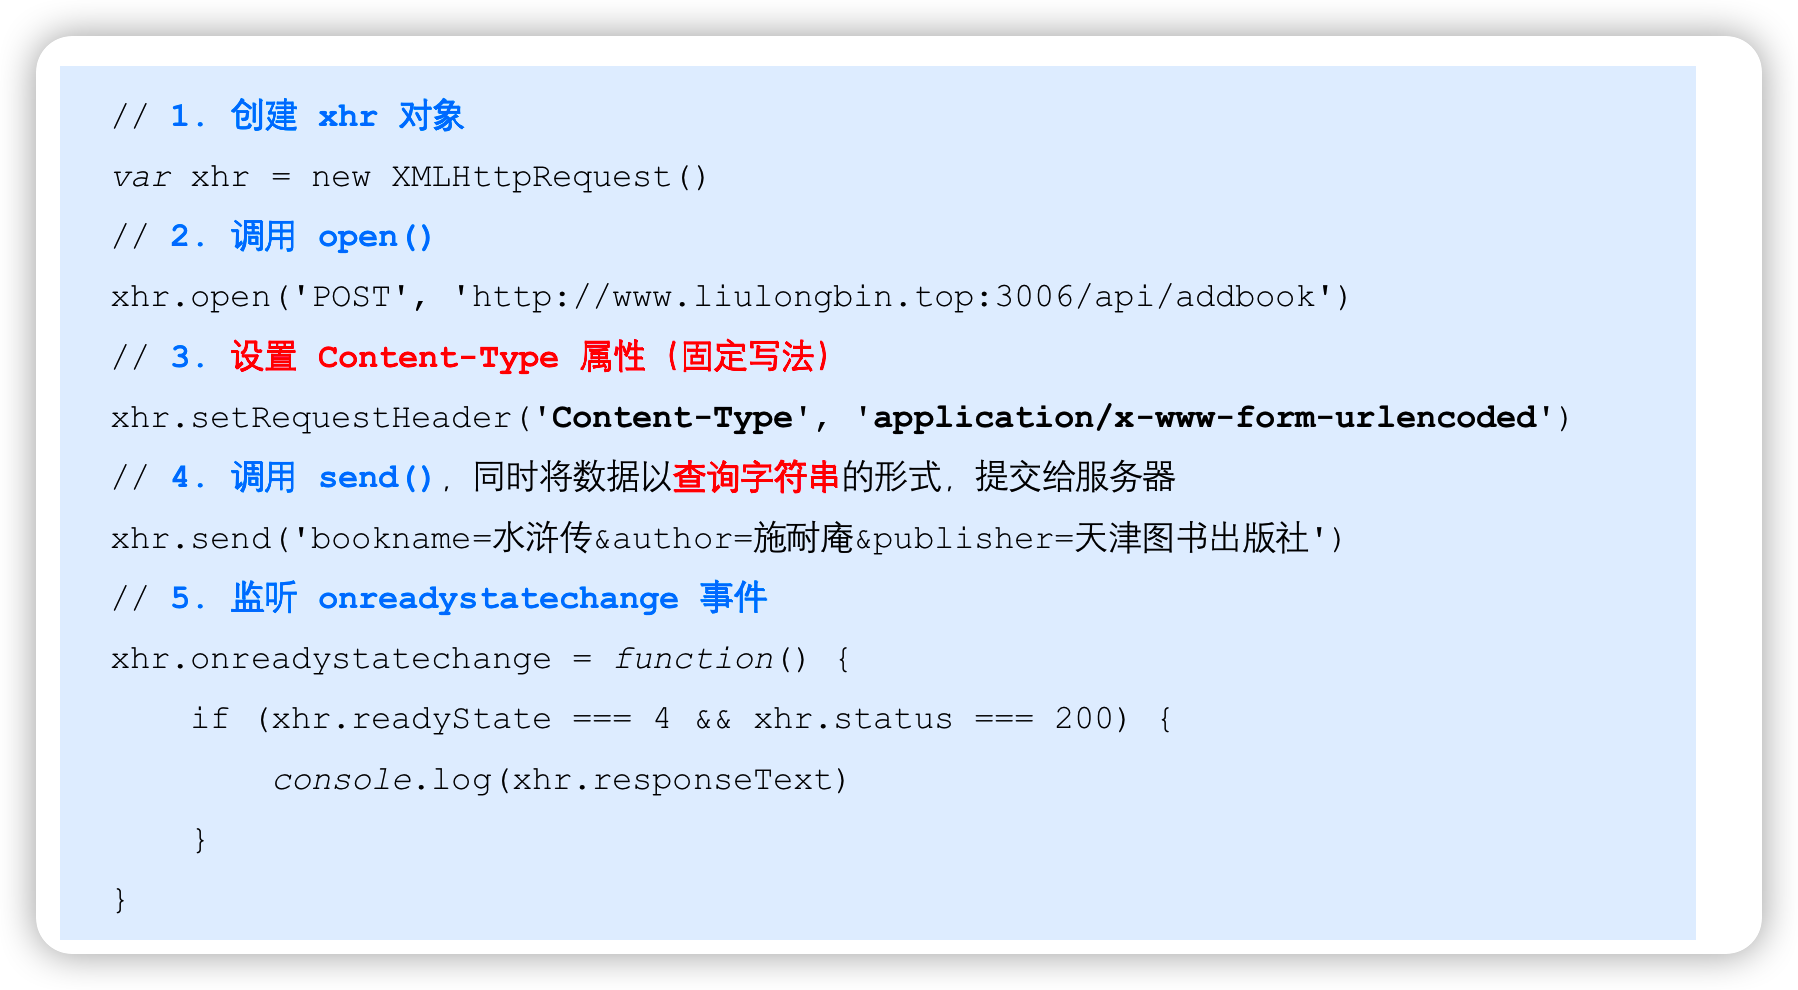 // 1. 创建 xhr 对象
var xhr = new XMLHttpRequest()
// 2. 调用 open()
xhr.open('POST', 'http://www.liulongbin.top:3006/api/addbook')
// 3. 设置 Content-Type 属性（固定写法）
xhr.setRequestHeader('Content-Type', 'application/x-www-form-urlencoded')
// 4. 调用 send()，同时将数据以查询字符串的形式，提交给服务器
xhr.send('bookname=水浒传&author=施耐庵&publisher=天津图书出版社')
// 5. 监听 onreadystatechange 事件
xhr.onreadystatechange = function() {
    if (xhr.readyState === 4 && xhr.status === 200) {
        console.log(xhr.responseText)
    }
}